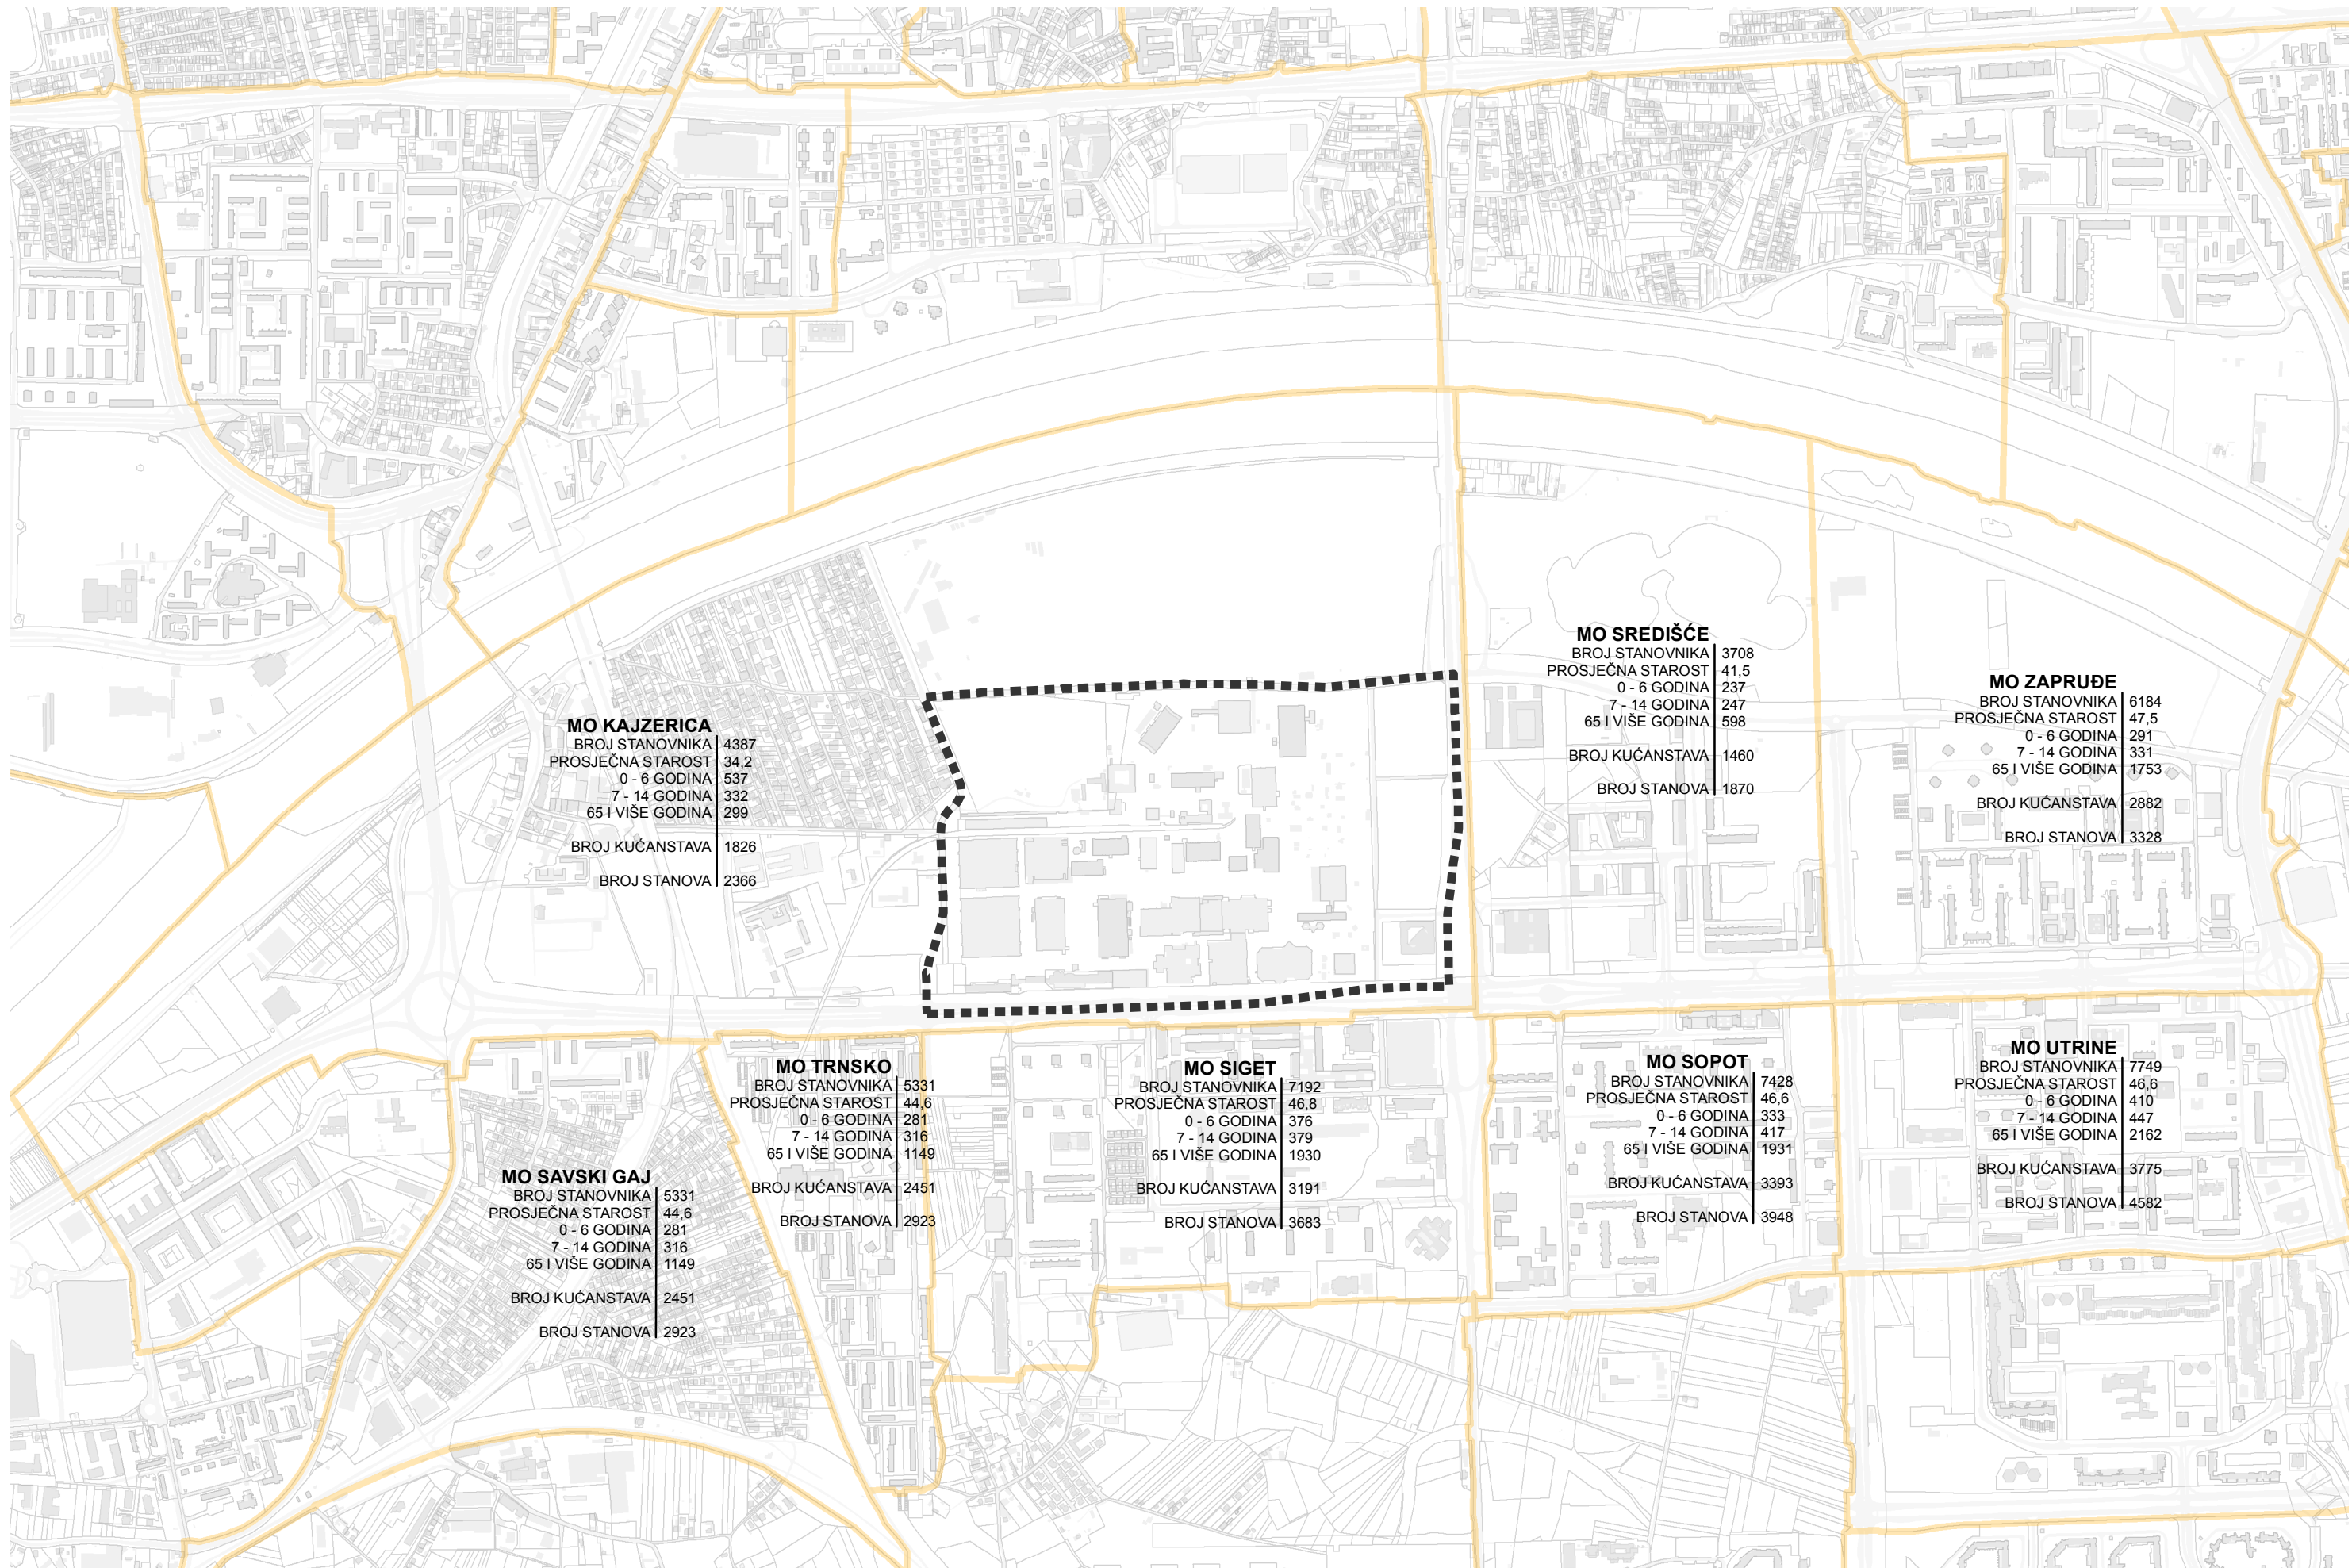 MO SREDIŠĆE
BROJ STANOVNIKA 3708
PROSJEČNA STAROST 41,5
0 - 6 GODINA 237
7 - 14 GODINA 247
65 I VIŠE GODINA 598
BROJ KUĆANSTAVA 1460
BROJ STANOVA 1870
MO ZAPRUĐE
BROJ STANOVNIKA 6184
PROSJEČNA STAROST 47,5
0 - 6 GODINA 291
7 - 14 GODINA 331
65 I VIŠE GODINA 1753
BROJ KUĆANSTAVA 2882
BROJ STANOVA 3328
MO KAJZERICA
BROJ STANOVNIKA 4387
PROSJEČNA STAROST 34,2
0 - 6 GODINA 537
7 - 14 GODINA 332
65 I VIŠE GODINA 299
BROJ KUĆANSTAVA 1826
BROJ STANOVA 2366
MO TRNSKO
BROJ STANOVNIKA 5331
PROSJEČNA STAROST 44,6
0 - 6 GODINA 281
7 - 14 GODINA 316
65 I VIŠE GODINA 1149
BROJ KUĆANSTAVA 2451
BROJ STANOVA 2923
MO SIGET
BROJ STANOVNIKA 7192
PROSJEČNA STAROST 46,8
0 - 6 GODINA 376
7 - 14 GODINA 379
65 I VIŠE GODINA 1930
BROJ KUĆANSTAVA 3191
BROJ STANOVA 3683
MO SOPOT
BROJ STANOVNIKA 7428
PROSJEČNA STAROST 46,6
0 - 6 GODINA 333
7 - 14 GODINA 417
65 I VIŠE GODINA 1931
BROJ KUĆANSTAVA 3393
BROJ STANOVA 3948
MO UTRINE
BROJ STANOVNIKA 7749
PROSJEČNA STAROST 46,6
0 - 6 GODINA 410
7 - 14 GODINA 447
65 I VIŠE GODINA 2162
BROJ KUĆANSTAVA 3775
BROJ STANOVA 4582
MO SAVSKI GAJ
BROJ STANOVNIKA 5331
PROSJEČNA STAROST 44,6
0 - 6 GODINA 281
7 - 14 GODINA 316
65 I VIŠE GODINA 1149
BROJ KUĆANSTAVA 2451
BROJ STANOVA 2923